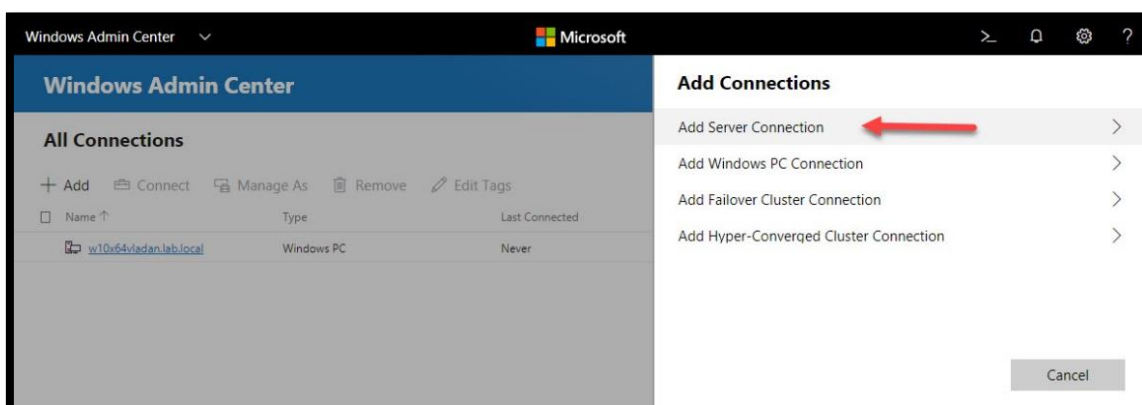 Windows Admin Center
Microsoft
>_
?
Windows Admin Center
All Connections
+ Add Connect Manage As Remove Edit Tags
Name ↑ Type Last Connected
w10x64vladan.lab.local Windows PC Never
Add Connections
Add Server Connection
Add Windows PC Connection
Add Failover Cluster Connection
Add Hyper-Converged Cluster Connection
Cancel